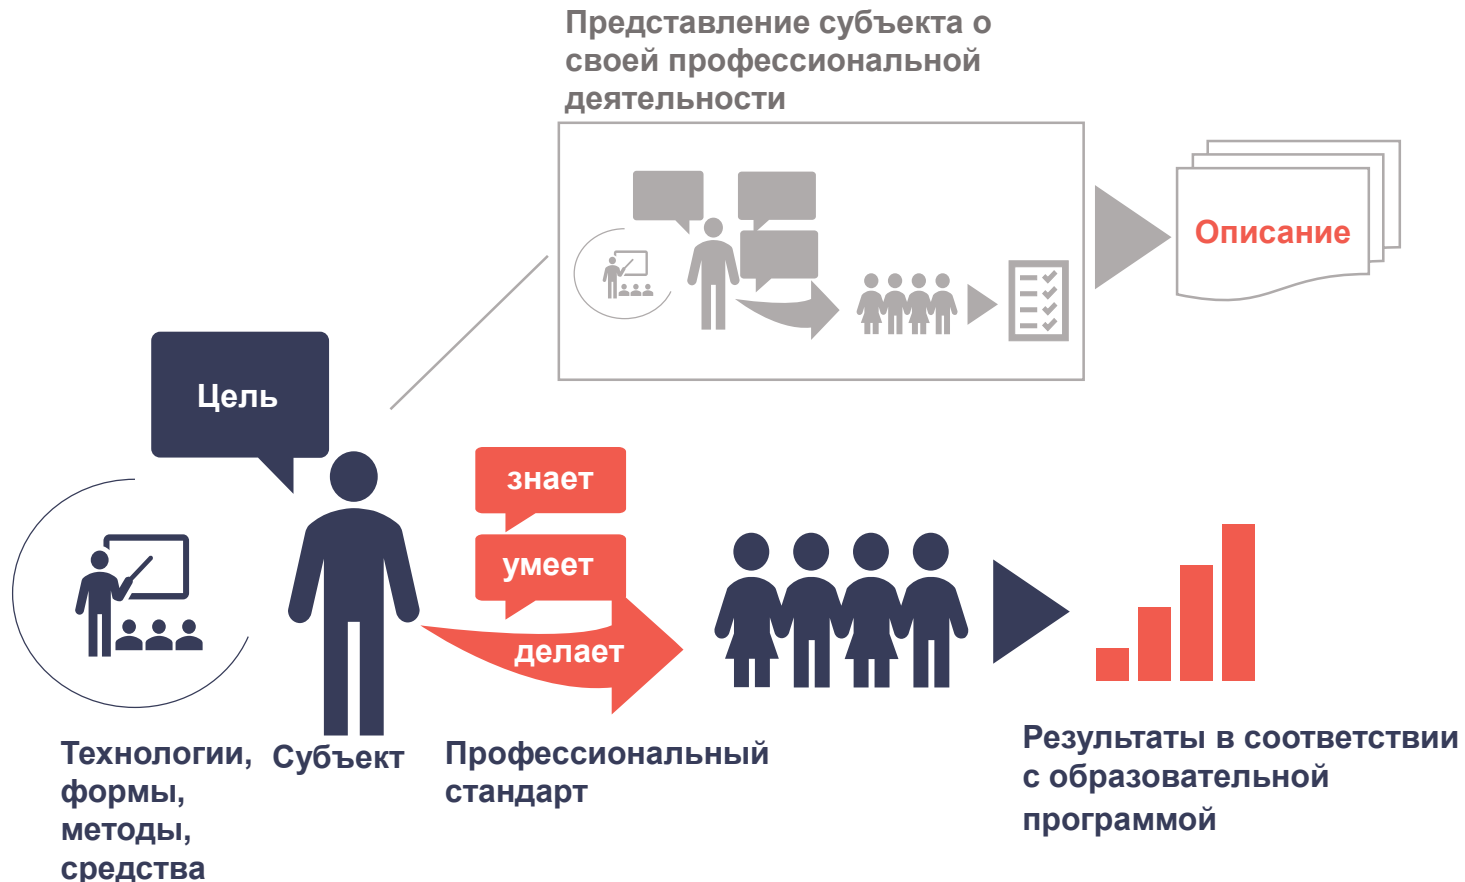 Представление субъекта о
своей профессиональной
деятельности
Описание
Цель
знает
умеет
делает
Технологии,
формы,
методы,
средства
Субъект
Профессиональный
стандарт
Результаты в соответствии
с образовательной
программой